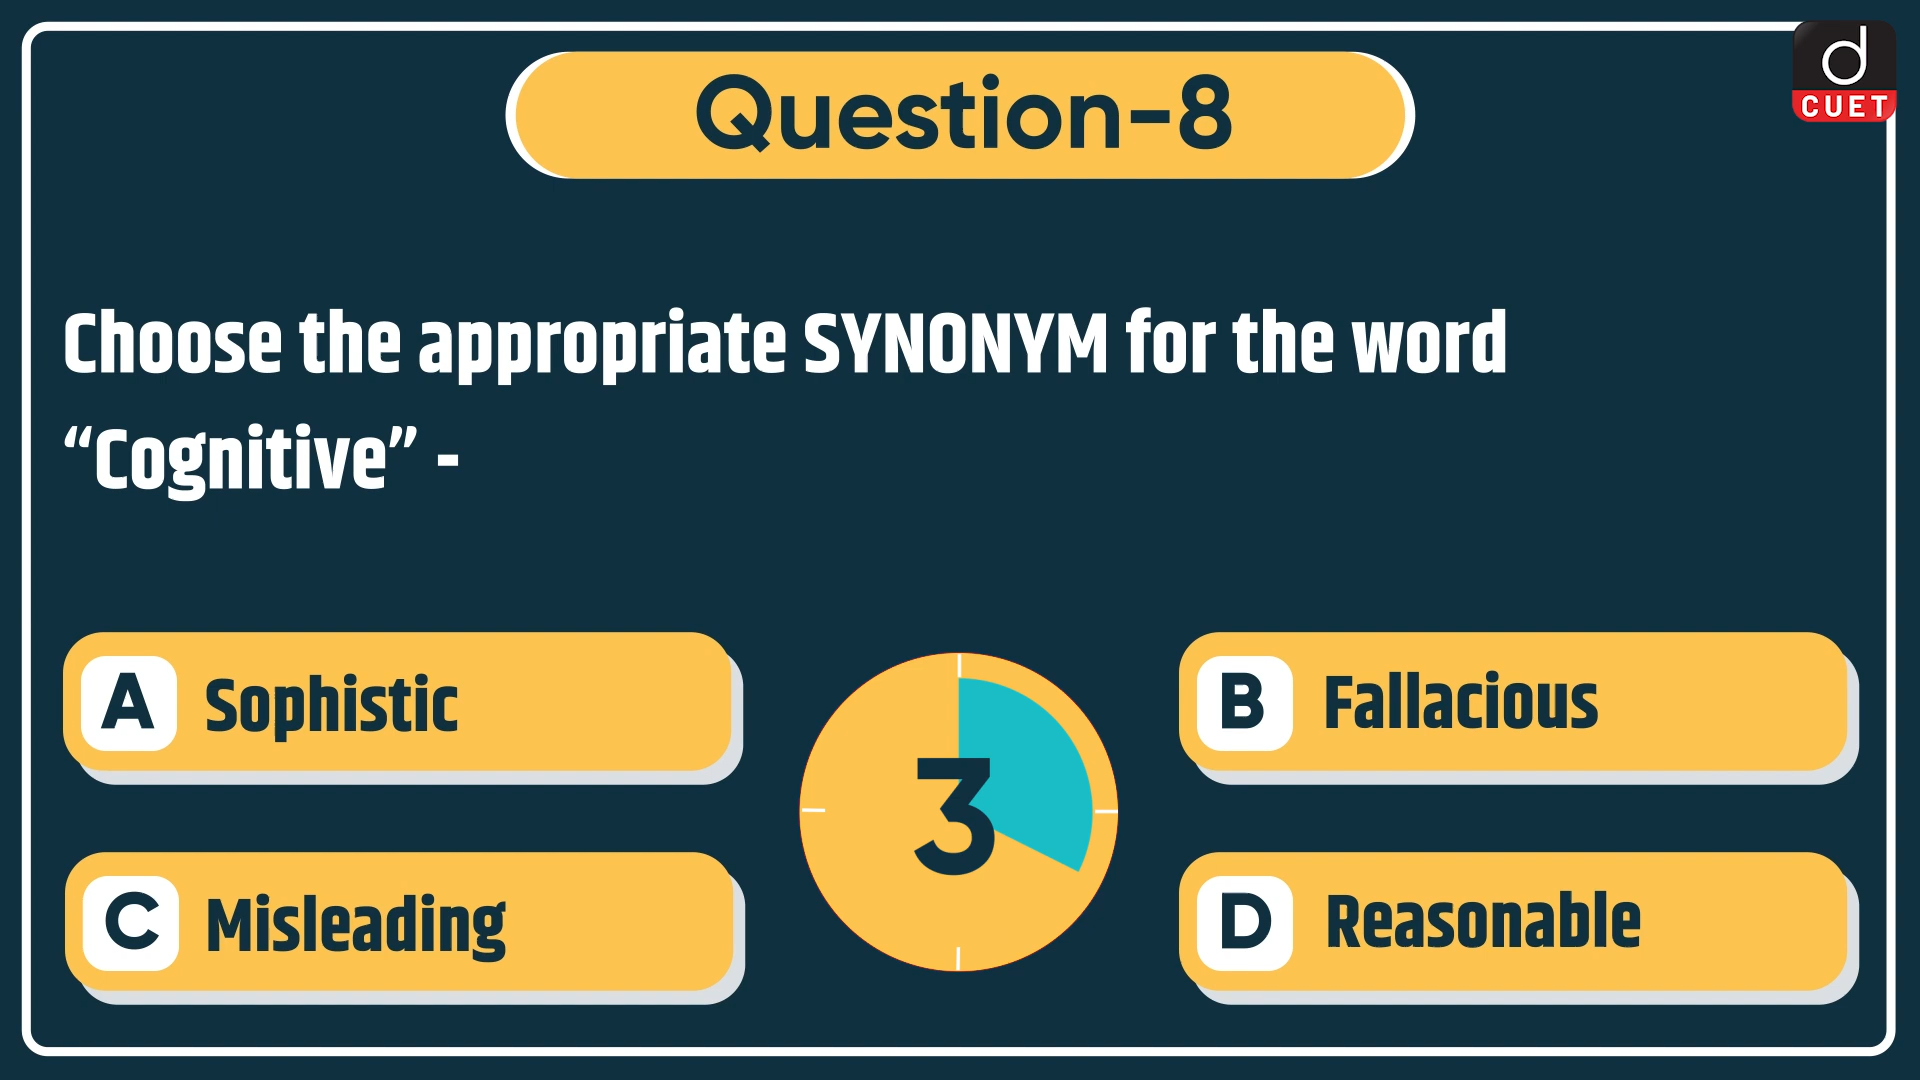 d
CUET
Question-8
Choose the appropriate SYNONYM for the word
“Cognitive” -
A Sophistic
B Fallacious
3
C Misleading
D Reasonable